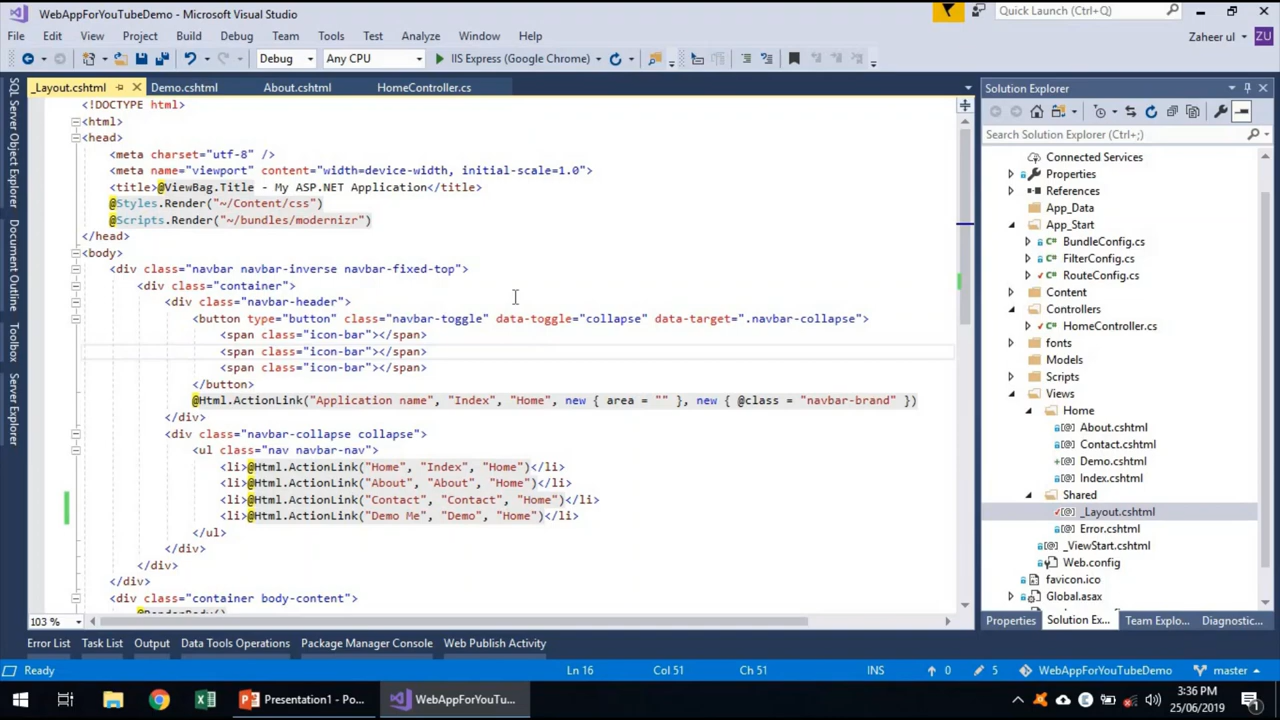 WebAppForYouTubeDemo - Microsoft Visual Studio
Quick Launch (Ctrl+Q)
File Edit View Project Build Debug Team Tools Test Analyze Window Help
Zaheer ul ZU
Debug Any CPU IIS Express (Google Chrome)
SQL Server Object Explorer
Document Outline
Toolbox
Server Explorer
_Layout.cshtml Demo.cshtml About.cshtml HomeController.cs
<!DOCTYPE html>
<html>
<head>
<meta charset="utf-8" />
<meta name="viewport" content="width=device-width, initial-scale=1.0">
<title>@ViewBag.Title - My ASP.NET Application</title>
@Styles.Render("~/Content/css")
@Scripts.Render("~/bundles/modernizr")
</head>
<body>
<div class="navbar navbar-inverse navbar-fixed-top">
<div class="container">
<div class="navbar-header">
<button type="button" class="navbar-toggle" data-toggle="collapse" data-target=".navbar-collapse">
<span class="icon-bar"></span>
<span class="icon-bar"></span>
<span class="icon-bar"></span>
</button>
@Html.ActionLink("Application name", "Index", "Home", new { area = "" }, new { @class = "navbar-brand" })
</div>
<div class="navbar-collapse collapse">
<ul class="nav navbar-nav">
<li>@Html.ActionLink("Home", "Index", "Home")</li>
<li>@Html.ActionLink("About", "About", "Home")</li>
<li>@Html.ActionLink("Contact", "Contact", "Home")</li>
<li>@Html.ActionLink("Demo Me", "Demo", "Home")</li>
</ul>
</div>
</div>
</div>
<div class="container body-content">
@RenderBody()
103 %
Solution Explorer
Search Solution Explorer (Ctrl+;)
Connected Services
Properties
References
App_Data
App_Start
BundleConfig.cs
FilterConfig.cs
RouteConfig.cs
Content
Controllers
HomeController.cs
fonts
Models
Scripts
Views
Home
About.cshtml
Contact.cshtml
Demo.cshtml
Index.cshtml
Shared
_Layout.cshtml
Error.cshtml
_ViewStart.cshtml
Web.config
favicon.ico
Global.asax
Properties Solution Ex... Team Explo... Diagnostic...
Error List Task List Output Data Tools Operations Package Manager Console Web Publish Activity
Ready Ln 16 Col 51 Ch 51 INS 0 5 WebAppForYouTubeDemo master
Presentation1 - Po... WebAppForYouTu...
3:36 PM
25/06/2019
1